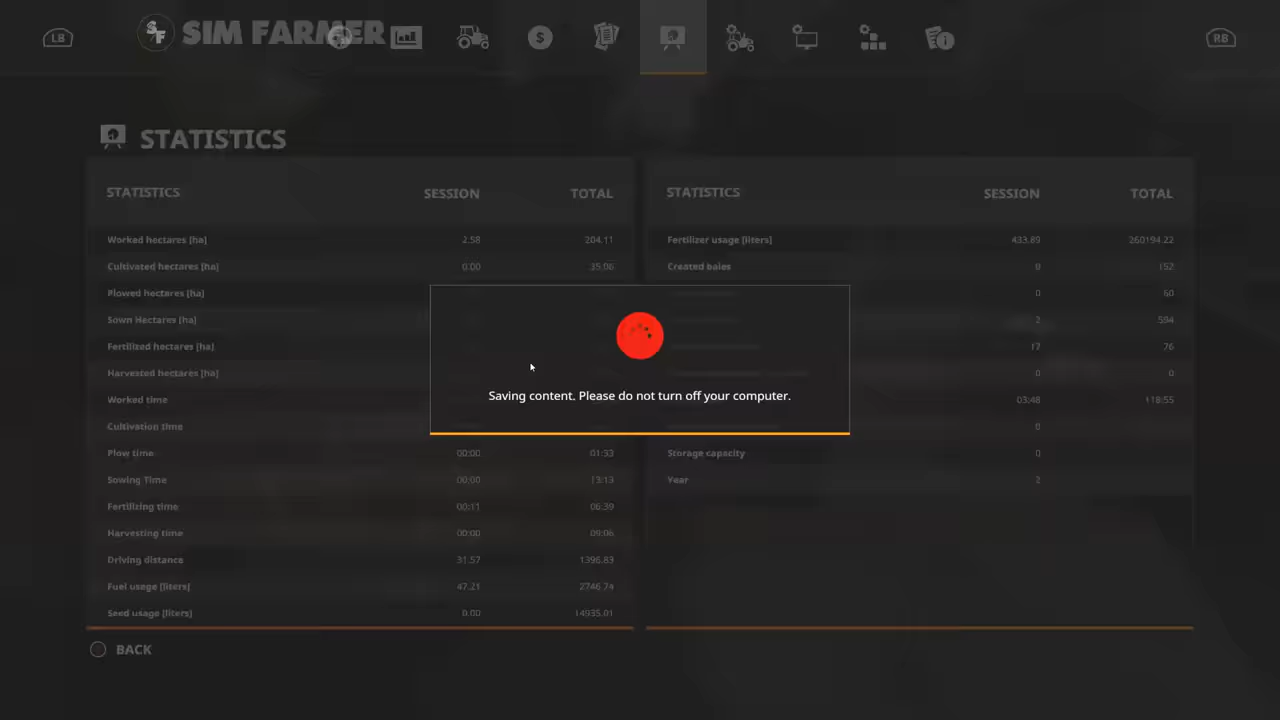 LB
SF SIM FARMER
$
i
RB
STATISTICS
STATISTICS SESSION TOTAL
Worked hectares [ha] 2.58 204.11
Cultivated hectares [ha] 0.00 35.06
Plowed hectares [ha]
Sown Hectares [ha]
Fertilized hectares [ha]
Harvested hectares [ha]
Worked time
Cultivation time
Plow time 00:00 01:33
Sowing Time 00:00 13:13
Fertilizing time 00:11 06:39
Harvesting time 00:00 09:06
Driving distance 31.57 1396.83
Fuel usage [liters] 47.21 2746.74
Seed usage [liters] 0.00 14935.01
STATISTICS SESSION TOTAL
Fertilizer usage [liters] 433.89 260194.22
Created bales 0 152
0 60
2 594
17 76
0 0
03:48 118:55
0
Storage capacity 0
Year 2
Saving content. Please do not turn off your computer.
BACK